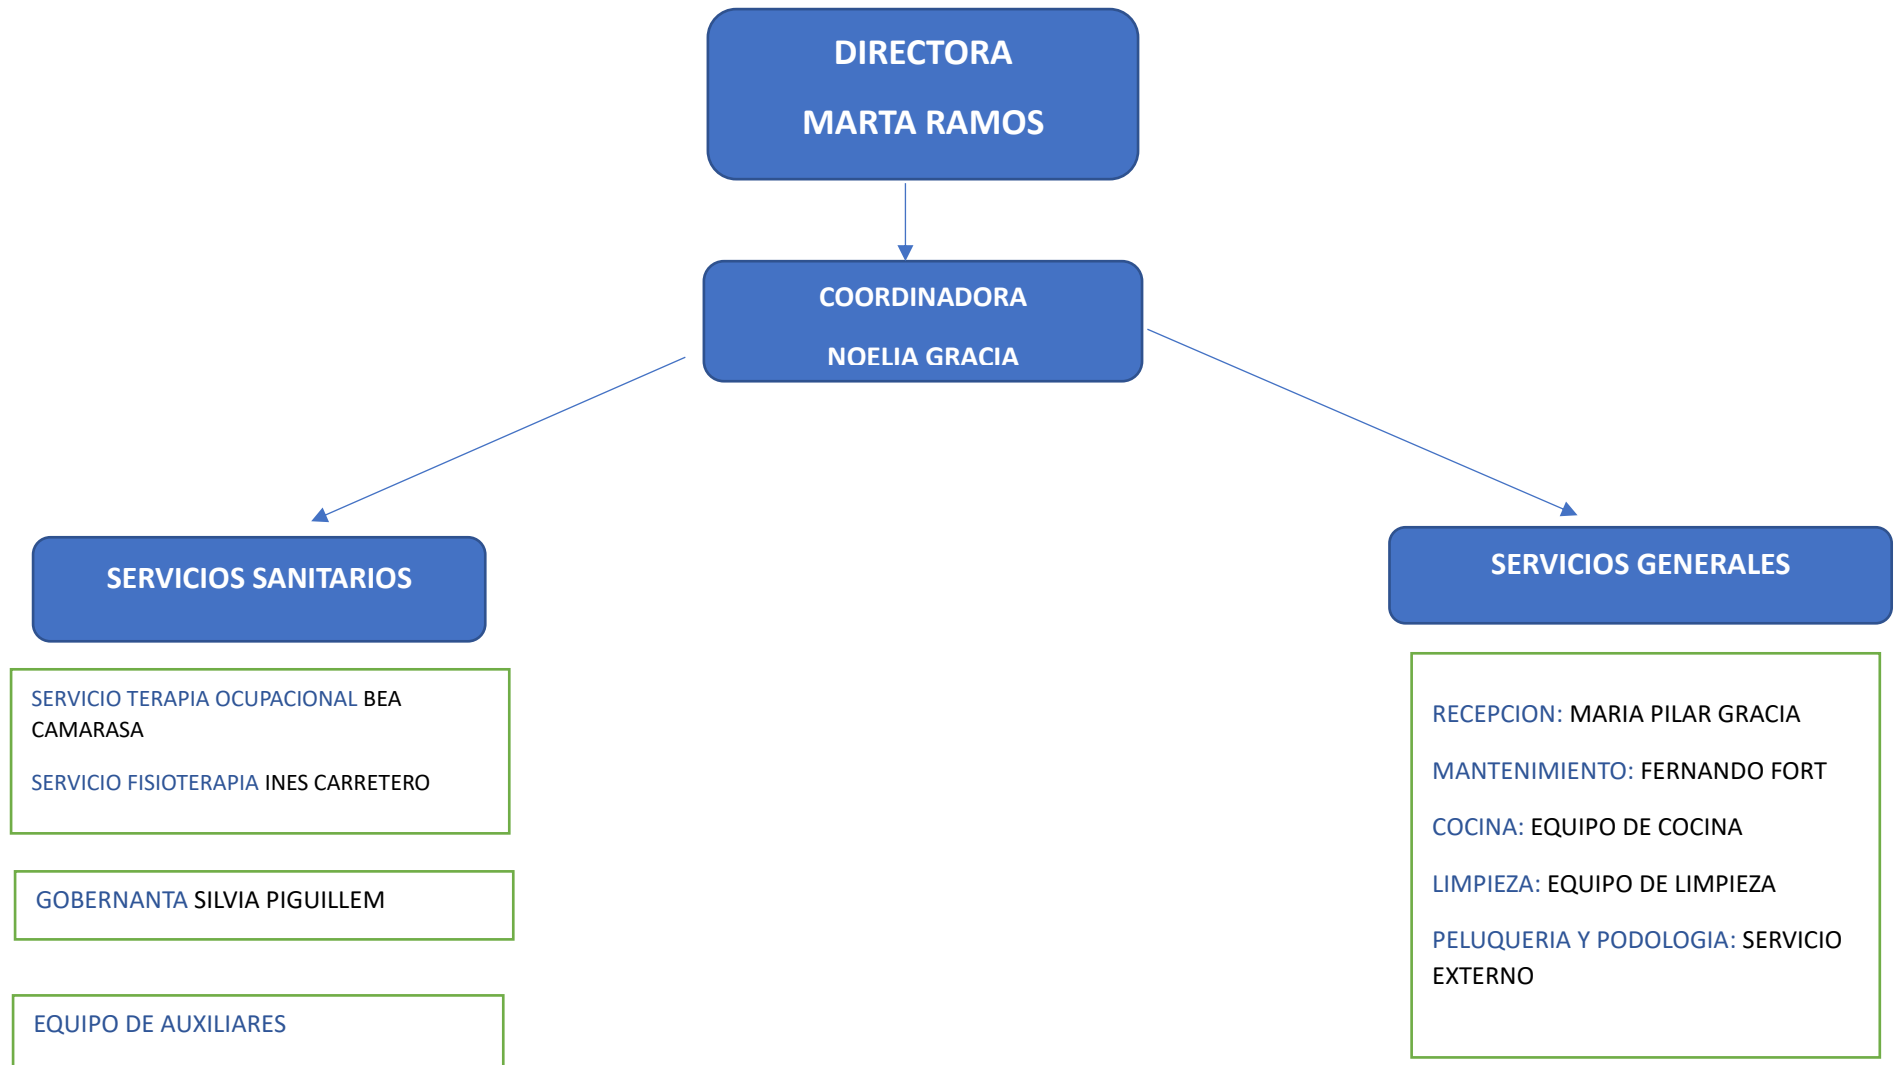 DIRECTORA
MARTA RAMOS
COORDINADORA
NOELIA GRACIA
SERVICIOS SANITARIOS
SERVICIO TERAPIA OCUPACIONAL BEA
CAMARASA
SERVICIO FISIOTERAPIA INES CARRETERO
GOBERNANTA SILVIA PIGUILLEM
EQUIPO DE AUXILIARES
SERVICIOS GENERALES
RECEPCION: MARIA PILAR GRACIA
MANTENIMIENTO: FERNANDO FORT
COCINA: EQUIPO DE COCINA
LIMPIEZA: EQUIPO DE LIMPIEZA
PELUQUERIA Y PODOLOGIA: SERVICIO
EXTERNO